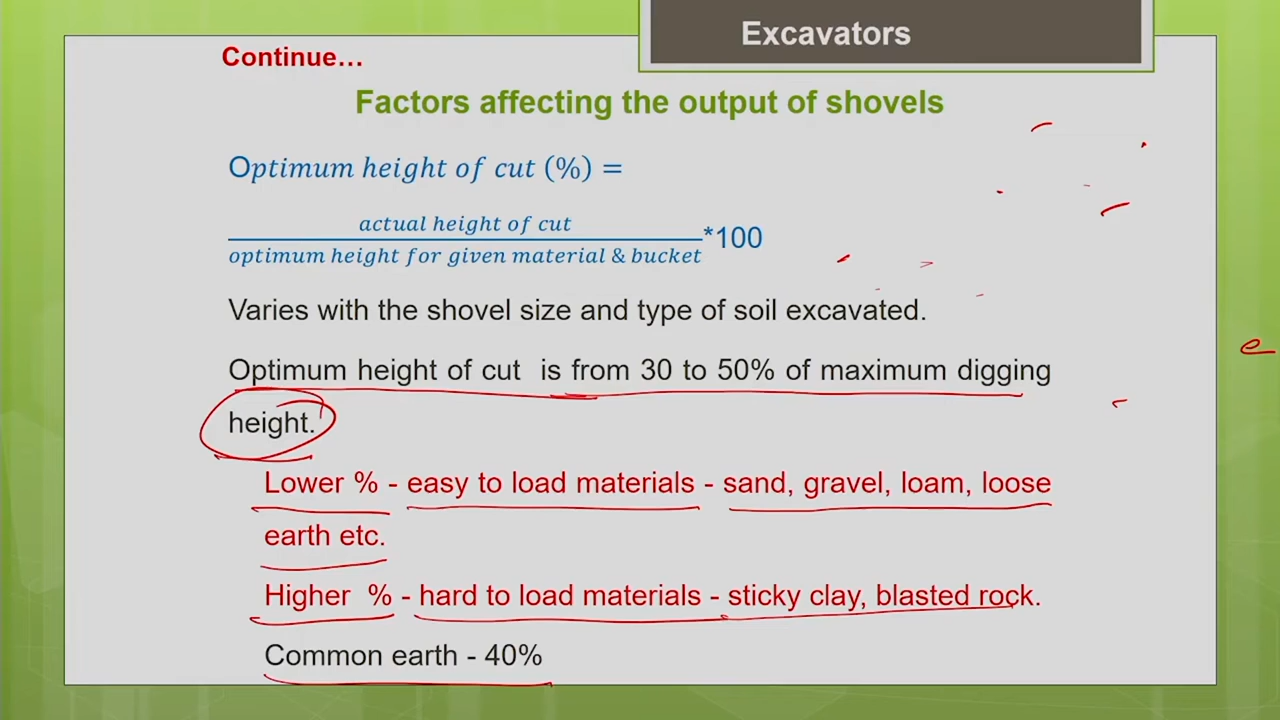 Excavators
Continue…
Factors affecting the output of shovels
Optimum height of cut (%) =
actual height of cut
optimum height for given material & bucket
*100
Varies with the shovel size and type of soil excavated.
Optimum height of cut is from 30 to 50% of maximum digging
height.
Lower % - easy to load materials - sand, gravel, loam, loose
earth etc.
Higher % - hard to load materials - sticky clay, blasted rock.
Common earth - 40%
e